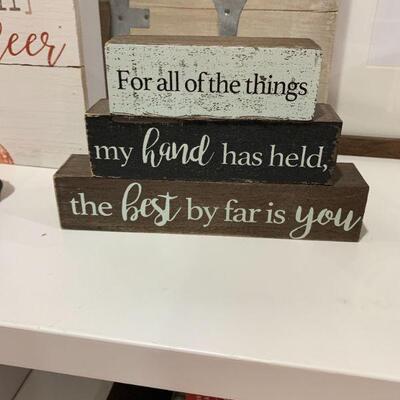 eer
For all of the things
my hand has held,
the best by far is you